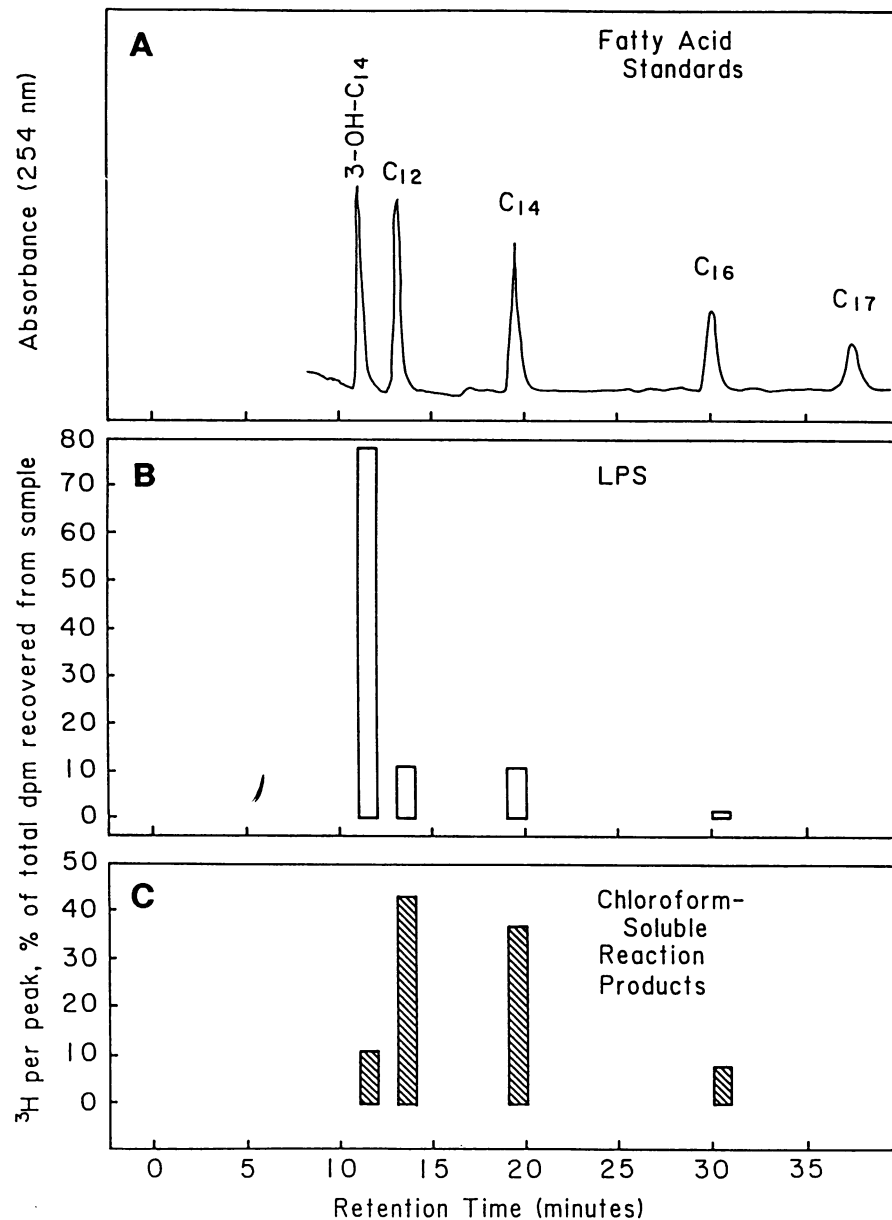 A
Fatty Acid
Standards
Absorbance (254 nm)
3-OH-C14
C12
C14
C16
C17
B
LPS
80
70
60
50
40
30
20
10
0
³H per peak, % of total dpm recovered from sample
C
Chloroform-
Soluble
Reaction
Products
50
40
30
20
10
0
0 5 10 15 20 25 30 35
Retention Time (minutes)